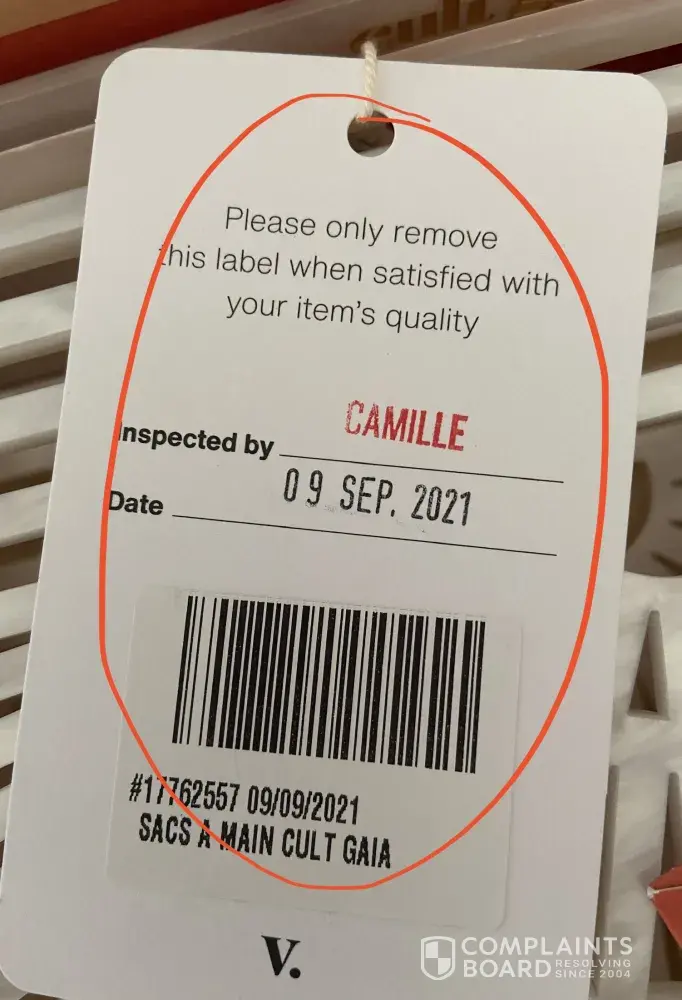 cult
Please only remove
this label when satisfied with
your item's quality
Inspected by CAMILLE
Date 09 SEP. 2021
#17762557 09/09/2021
SACS A MAIN CULT GAIA
V.
COMPLAINTS
BOARD RESOLVING
SINCE 2004